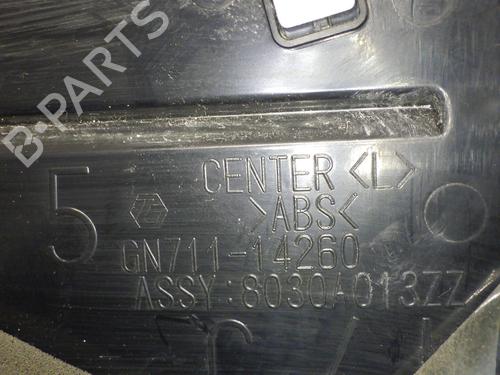 B-PARTS
5
CENTER <L>
>ABS<
GN711-14260
ASSY:8030A013ZZ